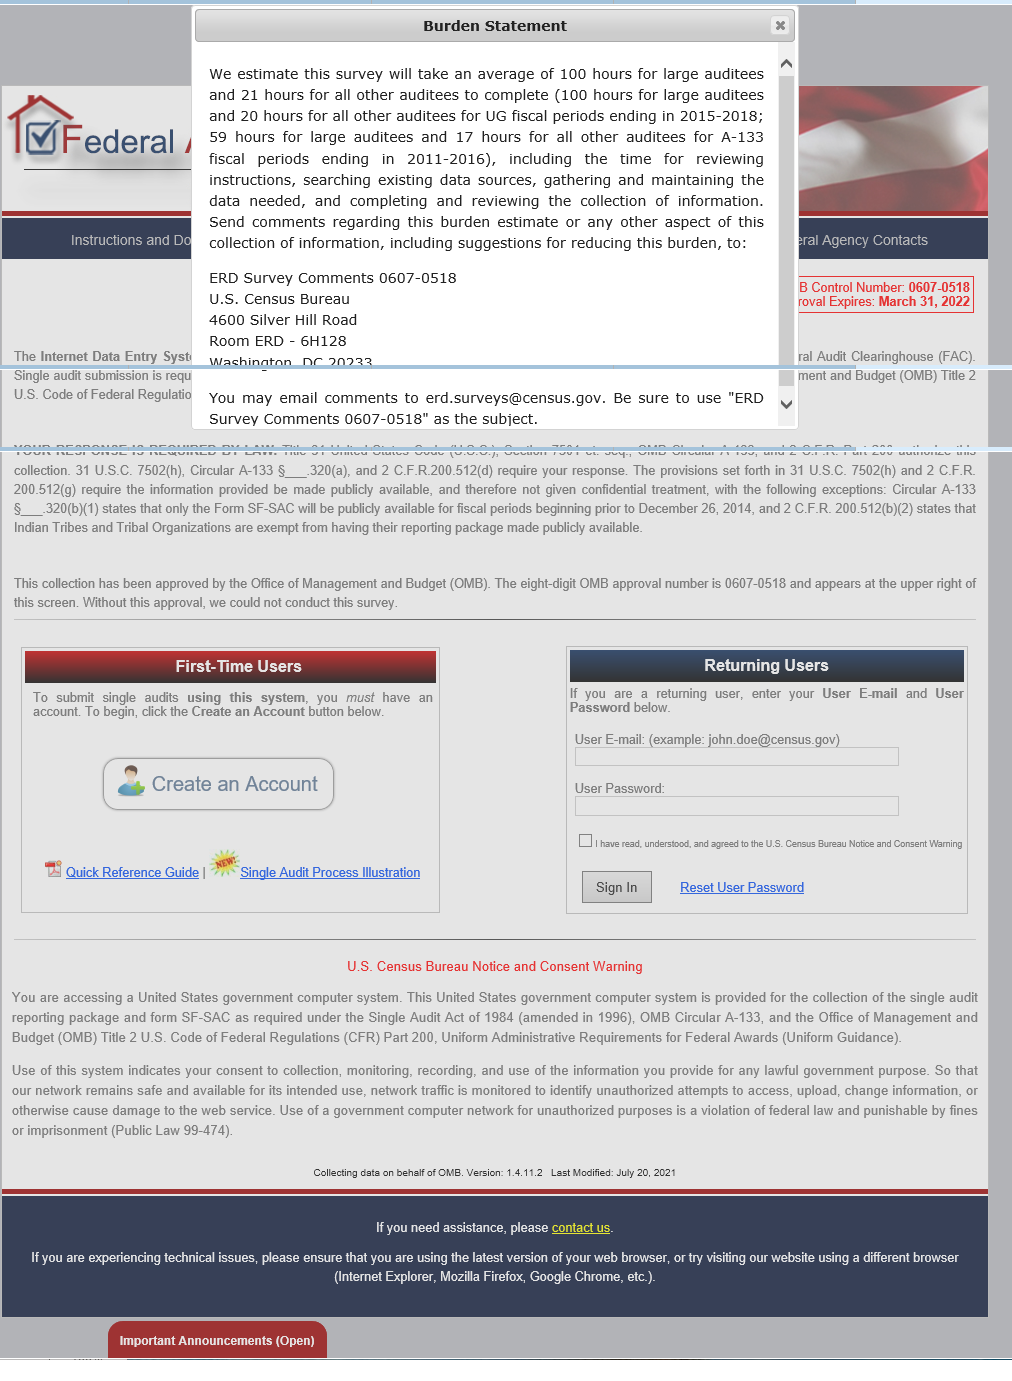 Burden Statement
We estimate this survey will take an average of 100 hours for large auditees
and 21 hours for all other auditees to complete (100 hours for large auditees
and 20 hours for all other auditees for UG fiscal periods ending in 2015-2018;
59 hours for large auditees and 17 hours for all other auditees for A-133
fiscal periods ending in 2011-2016), including the time for reviewing
instructions, searching existing data sources, gathering and maintaining the
data needed, and completing and reviewing the collection of information.
Send comments regarding this burden estimate or any other aspect of this
collection of information, including suggestions for reducing this burden, to:
ERD Survey Comments 0607-0518
U.S. Census Bureau
4600 Silver Hill Road
Room ERD - 6H128
Washington, DC 20233
You may email comments to erd.surveys@census.gov. Be sure to use "ERD
Survey Comments 0607-0518" as the subject.
Federal
Instructions and Do
eral Agency Contacts
B Control Number: 0607-0518
roval Expires: March 31, 2022
The Internet Data Entry Syst
ral Audit Clearinghouse (FAC).
Single audit submission is requ
ment and Budget (OMB) Title 2
U.S. Code of Federal Regulatio
YOUR RESPONSE IS REQUIRED BY LAW. Title 31 United States Code (U.S.C.), Section 7501 et. seq., OMB Circular A-133, and 2 C.F.R. Part 200 authorize this
collection. 31 U.S.C. 7502(h), Circular A-133 §___.320(a), and 2 C.F.R.200.512(d) require your response. The provisions set forth in 31 U.S.C. 7502(h) and 2 C.F.R.
200.512(g) require the information provided be made publicly available, and therefore not given confidential treatment, with the following exceptions: Circular A-133
§___.320(b)(1) states that only the Form SF-SAC will be publicly available for fiscal periods beginning prior to December 26, 2014, and 2 C.F.R. 200.512(b)(2) states that
Indian Tribes and Tribal Organizations are exempt from having their reporting package made publicly available.
This collection has been approved by the Office of Management and Budget (OMB). The eight-digit OMB approval number is 0607-0518 and appears at the upper right of
this screen. Without this approval, we could not conduct this survey.
First-Time Users
To submit single audits using this system, you must have an
account. To begin, click the Create an Account button below.
Create an Account
Quick Reference Guide | NEW! Single Audit Process Illustration
Returning Users
If you are a returning user, enter your User E-mail and User
Password below.
User E-mail: (example: john.doe@census.gov)
User Password:
I have read, understood, and agreed to the U.S. Census Bureau Notice and Consent Warning
Sign In
Reset User Password
U.S. Census Bureau Notice and Consent Warning
You are accessing a United States government computer system. This United States government computer system is provided for the collection of the single audit
reporting package and form SF-SAC as required under the Single Audit Act of 1984 (amended in 1996), OMB Circular A-133, and the Office of Management and
Budget (OMB) Title 2 U.S. Code of Federal Regulations (CFR) Part 200, Uniform Administrative Requirements for Federal Awards (Uniform Guidance).
Use of this system indicates your consent to collection, monitoring, recording, and use of the information you provide for any lawful government purpose. So that
our network remains safe and available for its intended use, network traffic is monitored to identify unauthorized attempts to access, upload, change information, or
otherwise cause damage to the web service. Use of a government computer network for unauthorized purposes is a violation of federal law and punishable by fines
or imprisonment (Public Law 99-474).
Collecting data on behalf of OMB. Version: 1.4.11.2 Last Modified: July 20, 2021
If you need assistance, please contact us.
If you are experiencing technical issues, please ensure that you are using the latest version of your web browser, or try visiting our website using a different browser
(Internet Explorer, Mozilla Firefox, Google Chrome, etc.).
Important Announcements (Open)